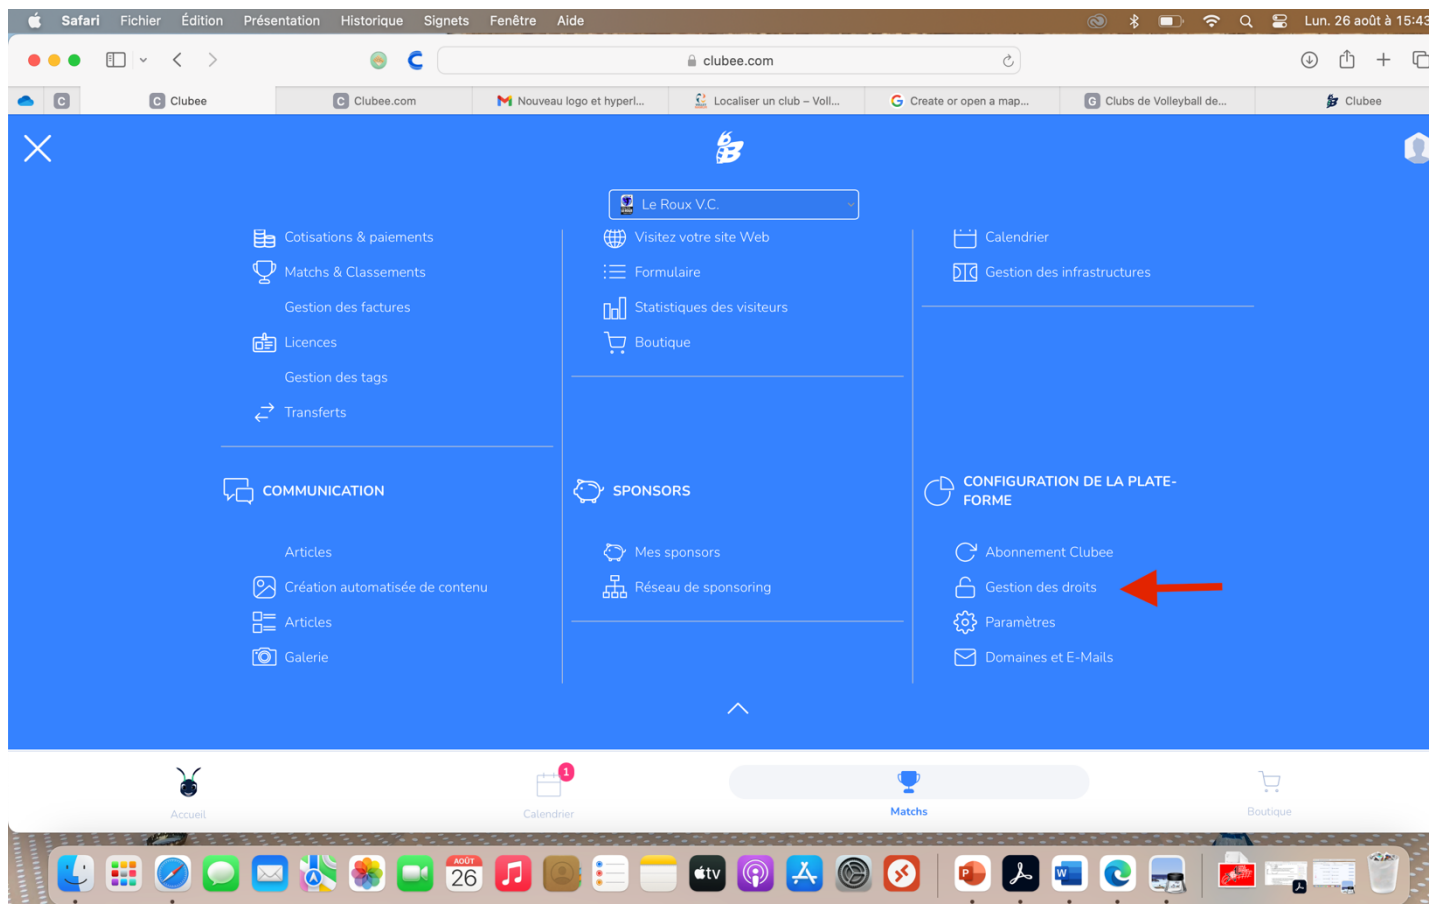 Safari Fichier Édition Présentation Historique Signets Fenêtre Aide Lun. 26 août à 15:43
clubee.com
C C Clubee C Clubee.com Nouveau logo et hyperl... Localiser un club – Voll... Create or open a map... G Clubs de Volleyball de... Clubee
Le Roux V.C.
Cotisations & paiements
Matchs & Classements
Gestion des factures
Licences
Gestion des tags
Transferts
Visitez votre site Web
Formulaire
Statistiques des visiteurs
Boutique
Calendrier
Gestion des infrastructures
COMMUNICATION
Articles
Création automatisée de contenu
Articles
Galerie
SPONSORS
Mes sponsors
Réseau de sponsoring
CONFIGURATION DE LA PLATE-
FORME
Abonnement Clubee
Gestion des droits
Paramètres
Domaines et E-Mails
Accueil
1
Calendrier
Matchs
Boutique
AOÛT
26
tv